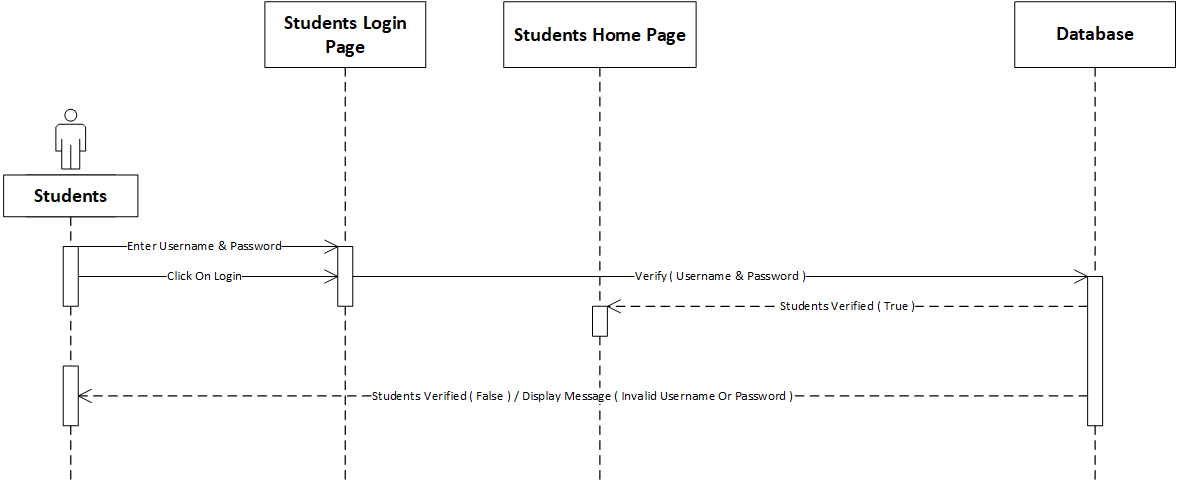 Students Login
Page
Students Home Page
Database
Students
Enter Username & Password
Click On Login
Verify ( Username & Password )
Students Verified ( True )
Students Verified ( False ) / Display Message ( Invalid Username Or Password )